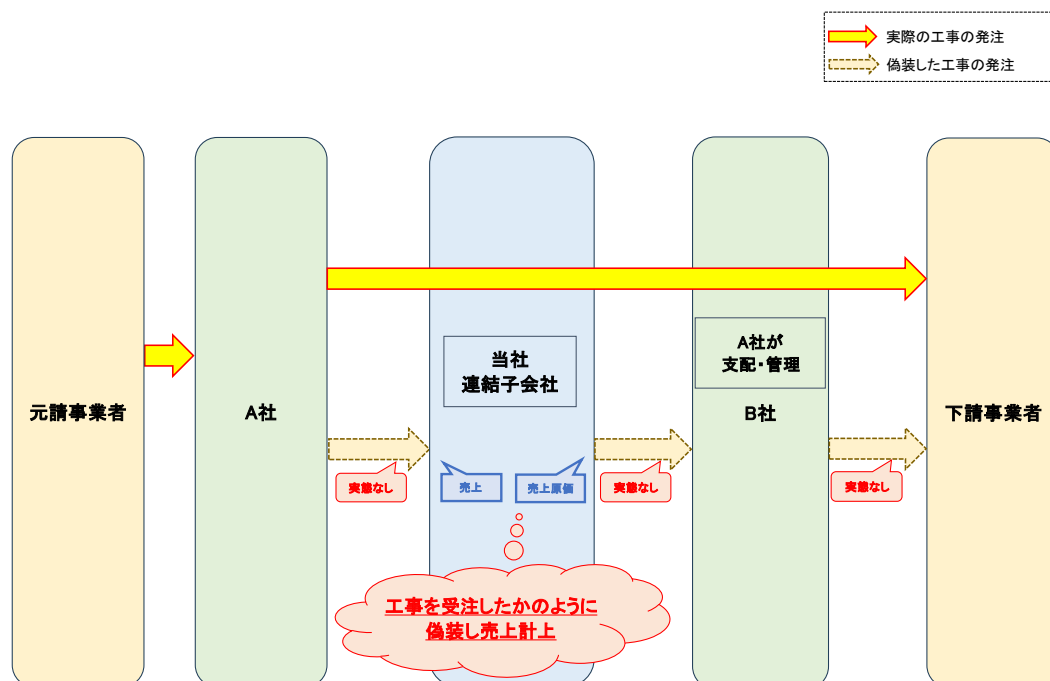 実際の工事の発注
偽装した工事の発注
元請事業者
A社
当社
連結子会社
A社が
支配・管理
B社
下請事業者
実態なし
売上
売上原価
実態なし
実態なし
工事を受注したかのように
偽装し売上計上